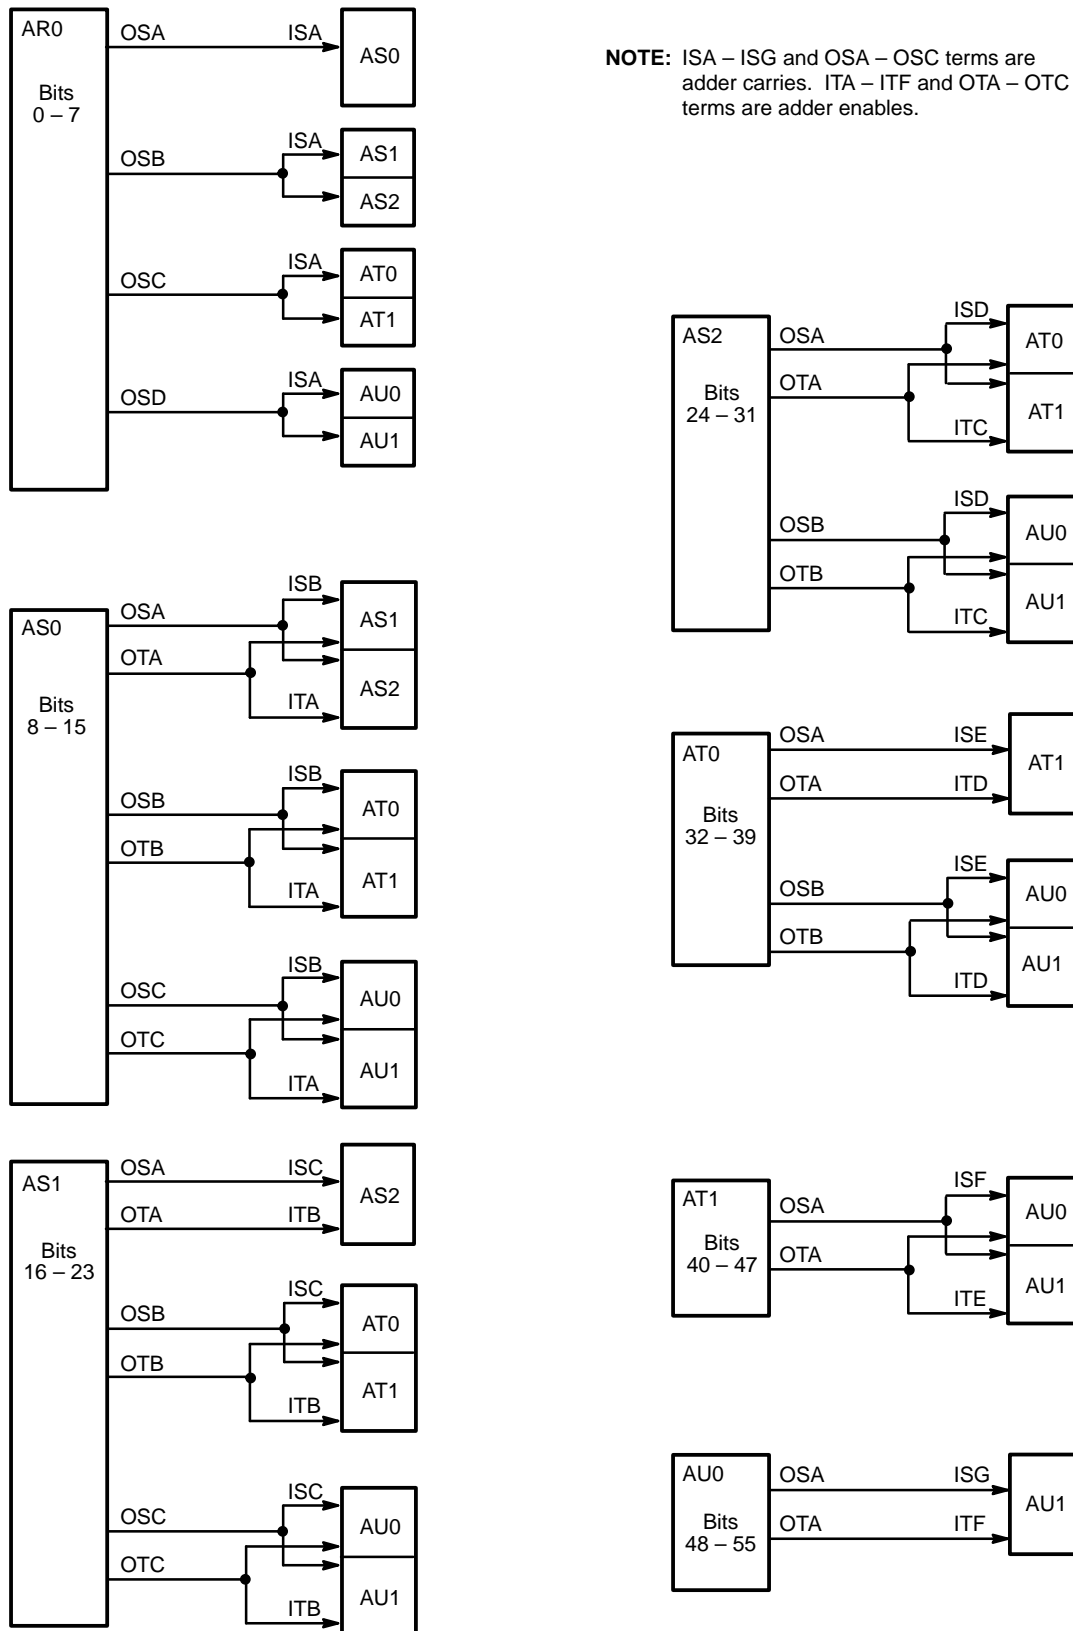 AR0
OSA
ISA
AS0
Bits
0 – 7
OSB
ISA
AS1
AS2
OSC
ISA
AT0
AT1
OSD
ISA
AU0
AU1
NOTE: ISA – ISG and OSA – OSC terms are
adder carries. ITA – ITF and OTA – OTC
terms are adder enables.
AS0
Bits
8 – 15
OSA
ISB
OTA
ITA
AS1
AS2
OSB
ISB
OTB
ITA
AT0
AT1
OSC
ISB
OTC
ITA
AU0
AU1
AS1
Bits
16 – 23
OSA
ISC
OTA
ITB
AS2
OSB
ISC
OTB
ITB
AT0
AT1
OSC
ISC
OTC
ITB
AU0
AU1
AS2
Bits
24 – 31
OSA
ISD
OTA
ITC
AT0
AT1
OSB
ISD
OTB
ITC
AU0
AU1
AT0
Bits
32 – 39
OSA
ISE
OTA
ITD
AT1
OSB
ISE
OTB
ITD
AU0
AU1
AT1
Bits
40 – 47
OSA
ISF
OTA
ITE
AU0
AU1
AU0
Bits
48 – 55
OSA
ISG
OTA
ITF
AU1